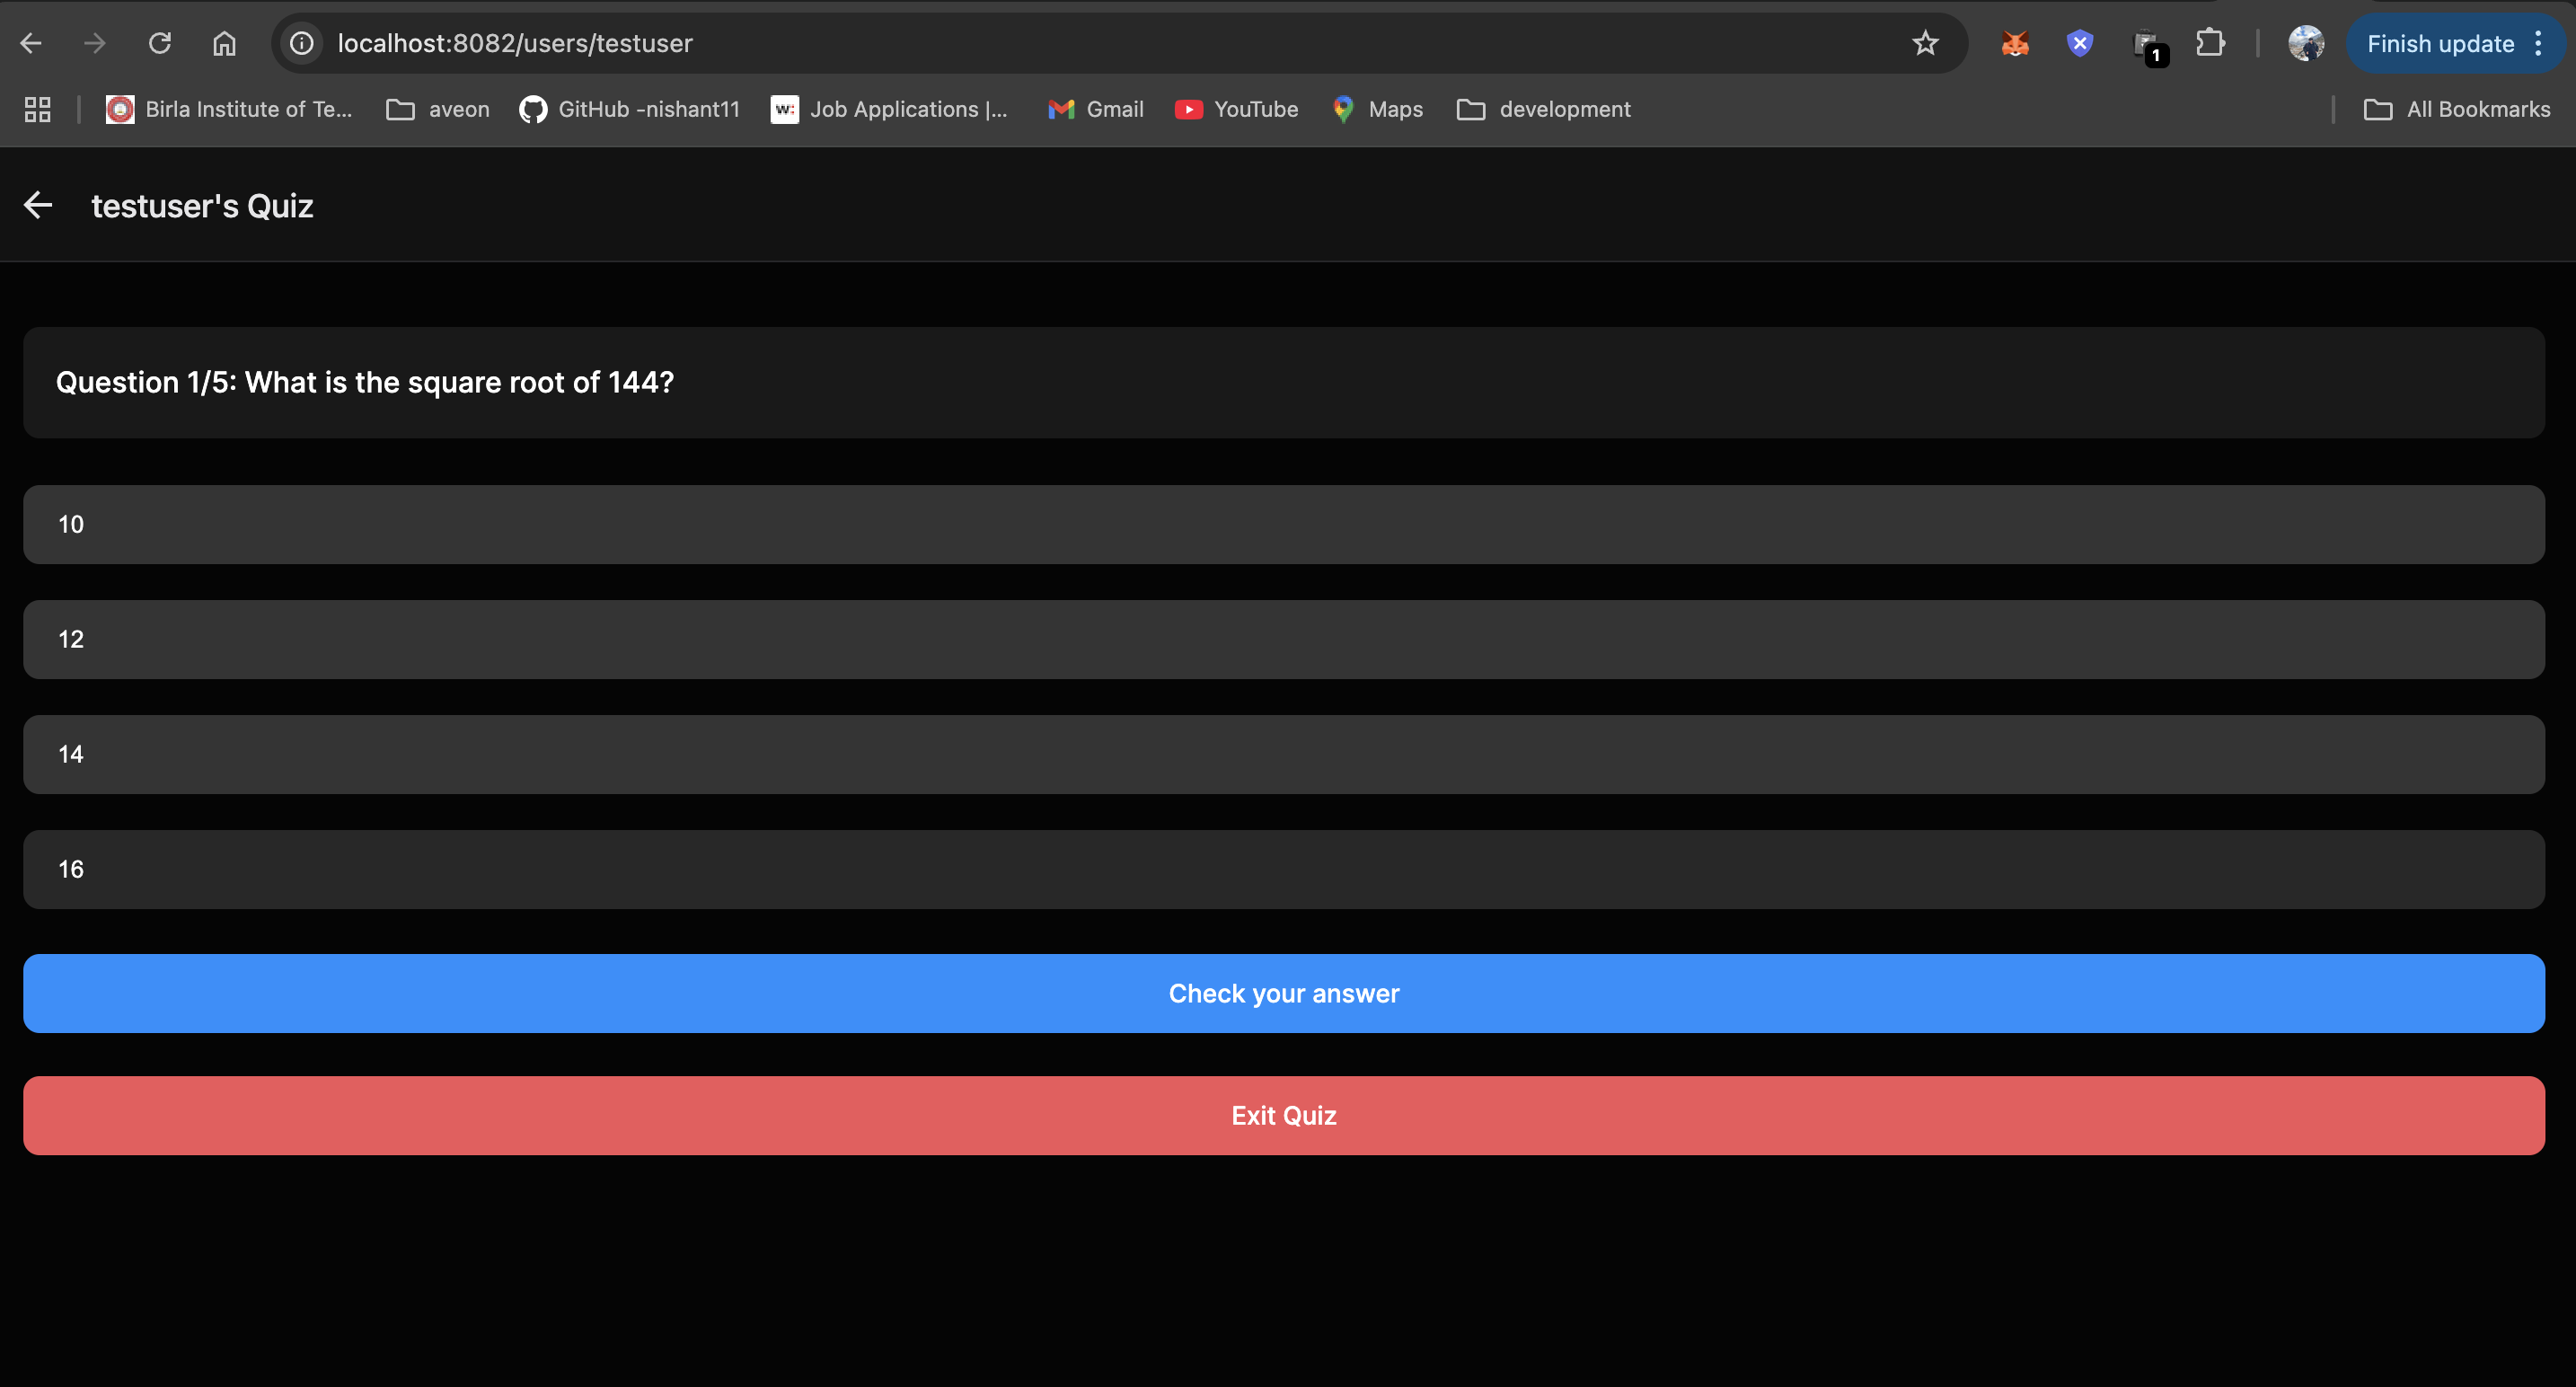 localhost:8082/users/testuser
1
Finish update
Birla Institute of Te...
aveon
GitHub -nishant11
w:
Job Applications |...
Gmail
YouTube
Maps
development
All Bookmarks
testuser's Quiz
Question 1/5: What is the square root of 144?
10
12
14
16
Check your answer
Exit Quiz